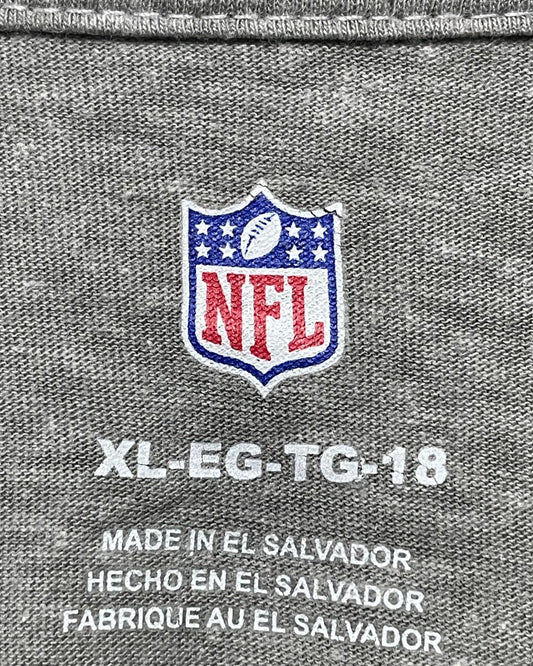 NFL
XL-EG-TG-18
MADE IN EL SALVADOR
HECHO EN EL SALVADOR
FABRIQUE AU EL SALVADOR